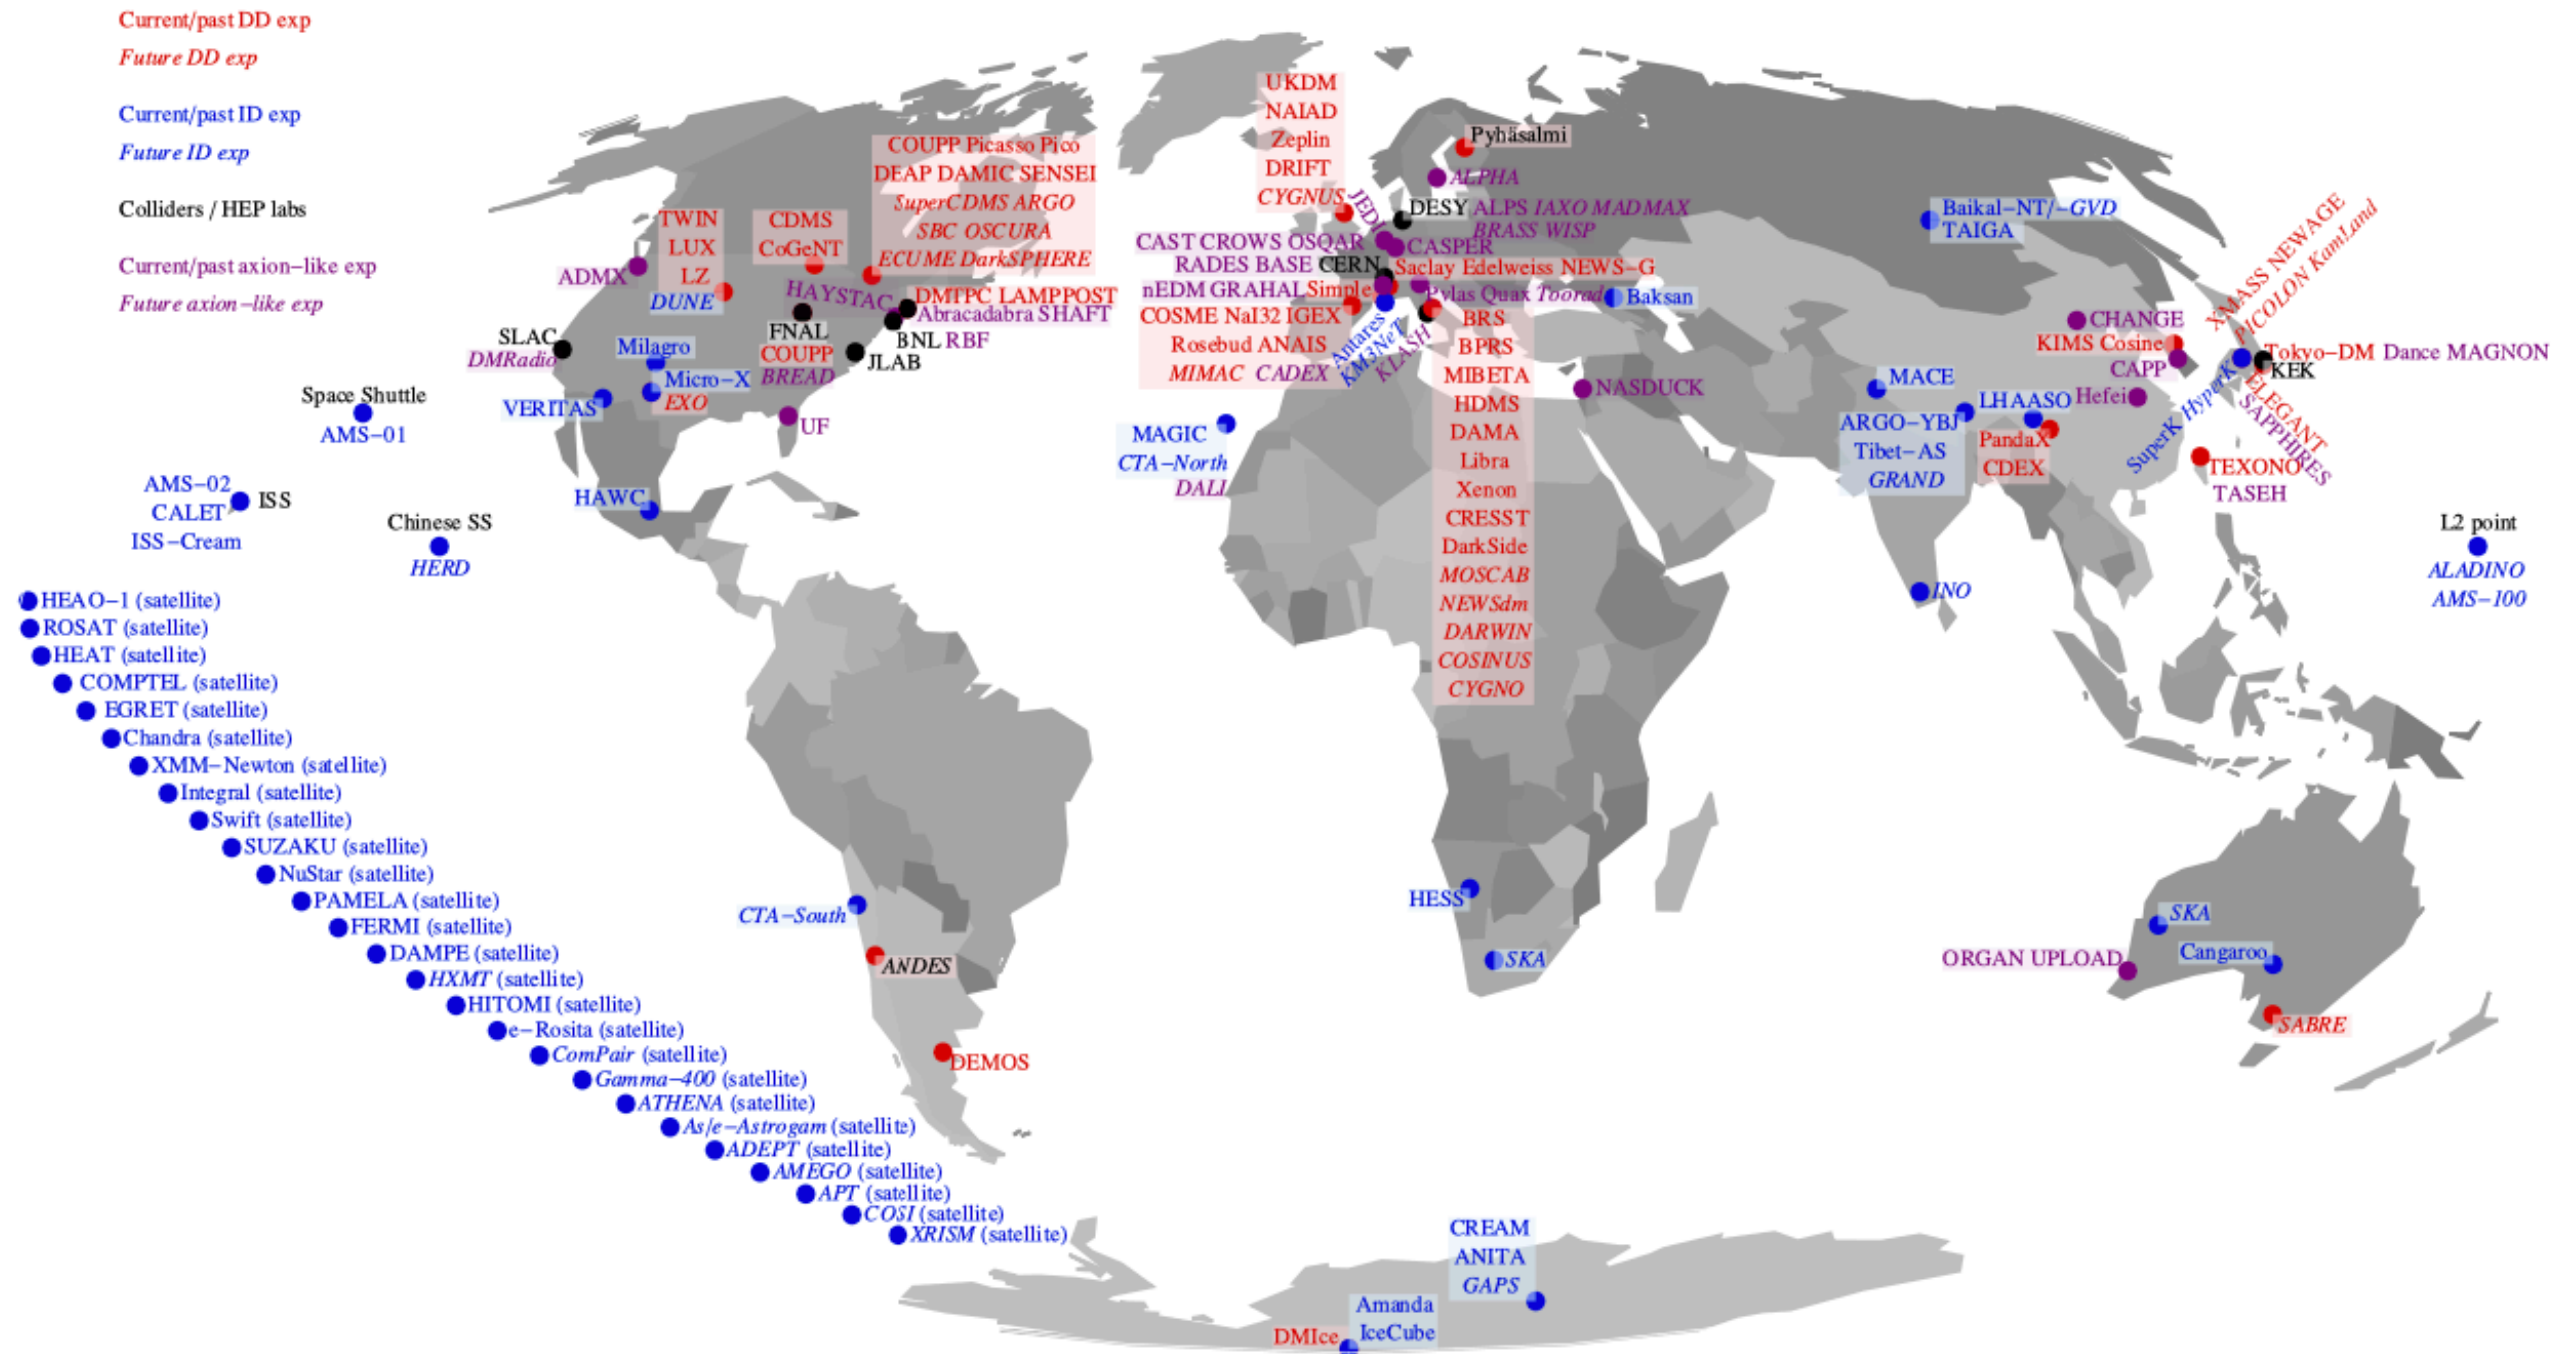 Current/past DD exp
Future DD exp
Current/past ID exp
Future ID exp
Colliders / HEP labs
Current/past axion−like exp
Future axion−like exp
TWIN
LUX
LZ
DUNE
ADMX
CDMS
CoGeNT
COUPP Picasso Pico
DEAP DAMIC SENSEI
SuperCDMS ARGO
SBC OSCURA
ECUME DarkSPHERE
HAYSTAC
DMTPC LAMPPOST
Abracadabra SHAFT
BNL RBF
FNAL
COUPP
BREAD
JLAB
SLAC
DMRadio
Milagro
Micro−X
EXO
VERITAS
UF
HAWC
Space Shuttle
AMS−01
AMS−02
CALET
ISS−Cream
ISS
Chinese SS
HERD
HEAO−1 (satellite)
ROSAT (satellite)
HEAT (satellite)
COMPTEL (satellite)
EGRET (satellite)
Chandra (satellite)
XMM−Newton (satellite)
Integral (satellite)
Swift (satellite)
SUZAKU (satellite)
NuStar (satellite)
PAMELA (satellite)
FERMI (satellite)
DAMPE (satellite)
HXMT (satellite)
HITOMI (satellite)
e−Rosita (satellite)
ComPair (satellite)
Gamma−400 (satellite)
ATHENA (satellite)
As/e−Astrogam (satellite)
ADEPT (satellite)
AMEGO (satellite)
APT (satellite)
COSI (satellite)
XRISM (satellite)
CTA−South
ANDES
DEMOS
UKDM
NAIAD
Zeplin
DRIFT
CYGNUS
Pyhäsalmi
ALPHA
JEDI
DESY ALPS IAXO MADMAX
BRASS WISP
CAST CROWS OSQAR
CASPER
RADES BASE CERN
Saclay Edelweiss NEWS−G
nEDM GRAHAL Simple
Pvlas Quax Toorad
Baksan
COSME NaI32 IGEX
Rosebud ANAIS
MIMAC CADEX
Antares
KM3NeT
KLASH
BRS
BPRS
MIBETA
HDMS
DAMA
Libra
Xenon
CRESST
DarkSide
MOSCAB
NEWSdm
DARWIN
COSINUS
CYGNO
NASDUCK
MAGIC
CTA−North
DALI
HESS
SKA
Baikal−NT/−GVD
TAIGA
CHANGE
KIMS Cosine
CAPP
Hefei
MACE
ARGO−YBJ
Tibet−AS
GRAND
LHAASO
PandaX
CDEX
INO
XMASS NEWAGE
PICOLON KamLand
Tokyo−DM Dance MAGNON
KEK
SuperK HyperK
ELEGANT
SAPPHIRES
TEXONO
TASEH
L2 point
ALADINO
AMS−100
SKA
Cangaroo
ORGAN UPLOAD
SABRE
CREAM
ANITA
GAPS
Amanda
IceCube
DMIce